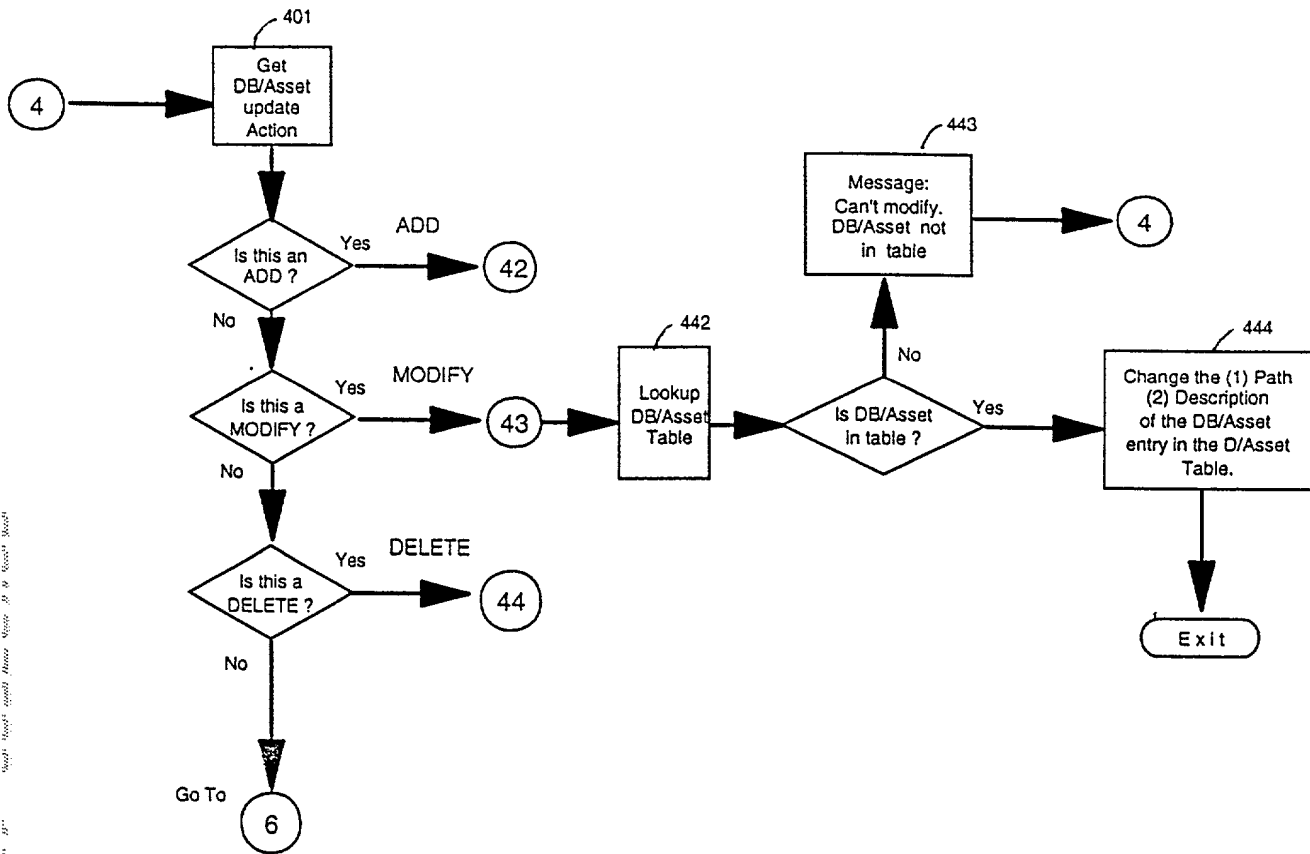 401
Get
DB/Asset
update
Action
4
Is this an
ADD ?
Yes
ADD
42
No
Is this a
MODIFY ?
Yes
MODIFY
43
442
Lookup
DB/Asset
Table
Is DB/Asset
in table ?
No
443
Message:
Can't modify.
DB/Asset not
in table
4
Yes
444
Change the (1) Path
(2) Description
of the DB/Asset
entry in the D/Asset
Table.
Exit
No
Is this a
DELETE ?
Yes
DELETE
44
No
Go To
6